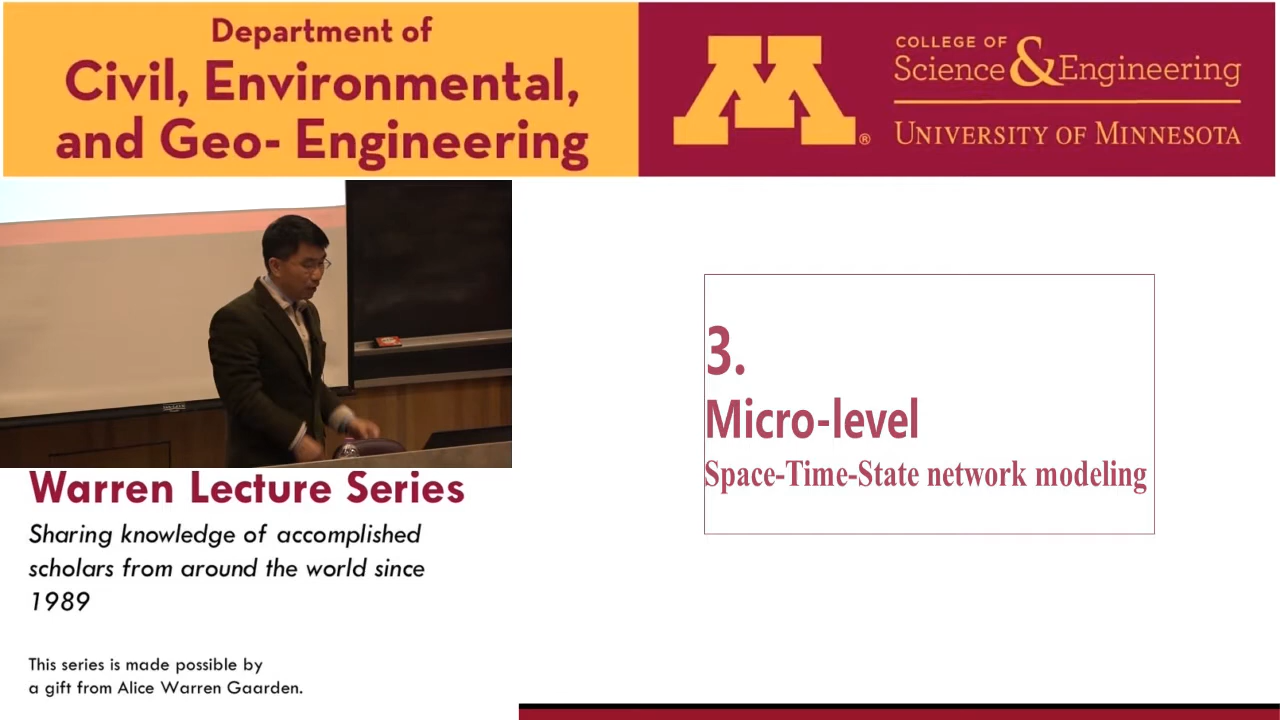 Department of
Civil, Environmental,
and Geo- Engineering
M
®
COLLEGE OF
Science & Engineering
UNIVERSITY OF MINNESOTA
3.
Micro-level
Space-Time-State network modeling
Warren Lecture Series
Sharing knowledge of accomplished
scholars from around the world since
1989
This series is made possible by
a gift from Alice Warren Gaarden.